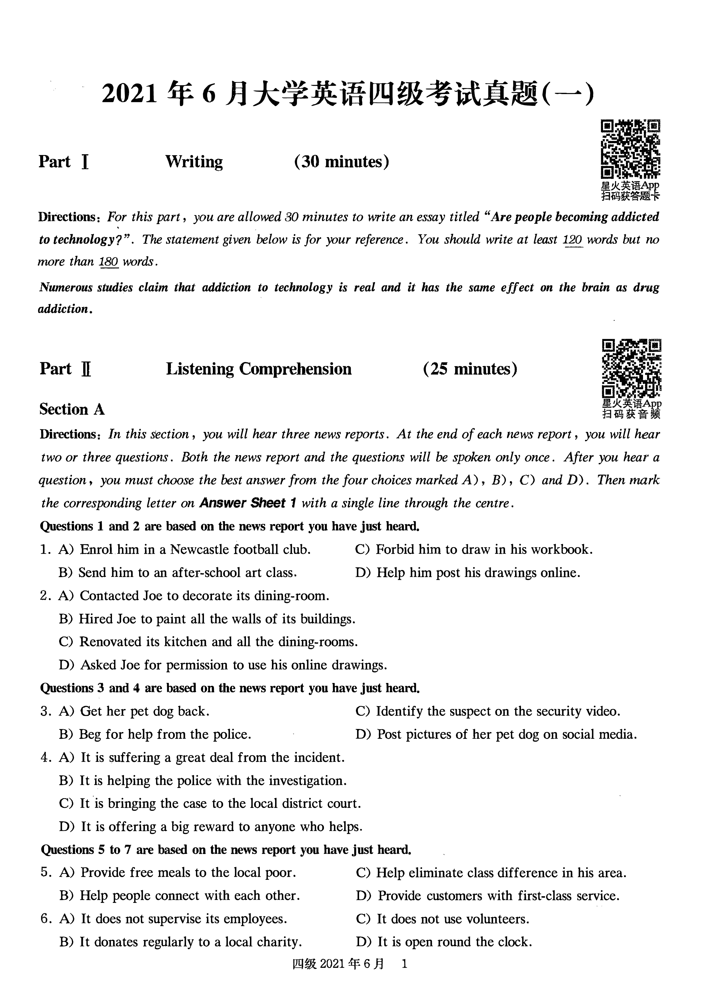 2021 年 6 月大学英语四级考试真题(一)
Part Ⅰ Writing (30 minutes)
星火英语App
扫码获答题卡
Directions: For this part, you are allowed 30 minutes to write an essay titled “Are people becoming addicted
to technology?”. The statement given below is for your reference. You should write at least 120 words but no
more than 180 words.
Numerous studies claim that addiction to technology is real and it has the same effect on the brain as drug
addiction.
Part Ⅱ Listening Comprehension (25 minutes)
星火英语App
扫码获音频
Section A
Directions: In this section, you will hear three news reports. At the end of each news report, you will hear
two or three questions. Both the news report and the questions will be spoken only once. After you hear a
question, you must choose the best answer from the four choices marked A), B), C) and D). Then mark
the corresponding letter on Answer Sheet 1 with a single line through the centre.
Questions 1 and 2 are based on the news report you have just heard.
1. A) Enrol him in a Newcastle football club. C) Forbid him to draw in his workbook.
B) Send him to an after-school art class. D) Help him post his drawings online.
2. A) Contacted Joe to decorate its dining-room.
B) Hired Joe to paint all the walls of its buildings.
C) Renovated its kitchen and all the dining-rooms.
D) Asked Joe for permission to use his online drawings.
Questions 3 and 4 are based on the news report you have just heard.
3. A) Get her pet dog back. C) Identify the suspect on the security video.
B) Beg for help from the police. D) Post pictures of her pet dog on social media.
4. A) It is suffering a great deal from the incident.
B) It is helping the police with the investigation.
C) It is bringing the case to the local district court.
D) It is offering a big reward to anyone who helps.
Questions 5 to 7 are based on the news report you have just heard.
5. A) Provide free meals to the local poor. C) Help eliminate class difference in his area.
B) Help people connect with each other. D) Provide customers with first-class service.
6. A) It does not supervise its employees. C) It does not use volunteers.
B) It donates regularly to a local charity. D) It is open round the clock.
四级 2021 年 6 月 1